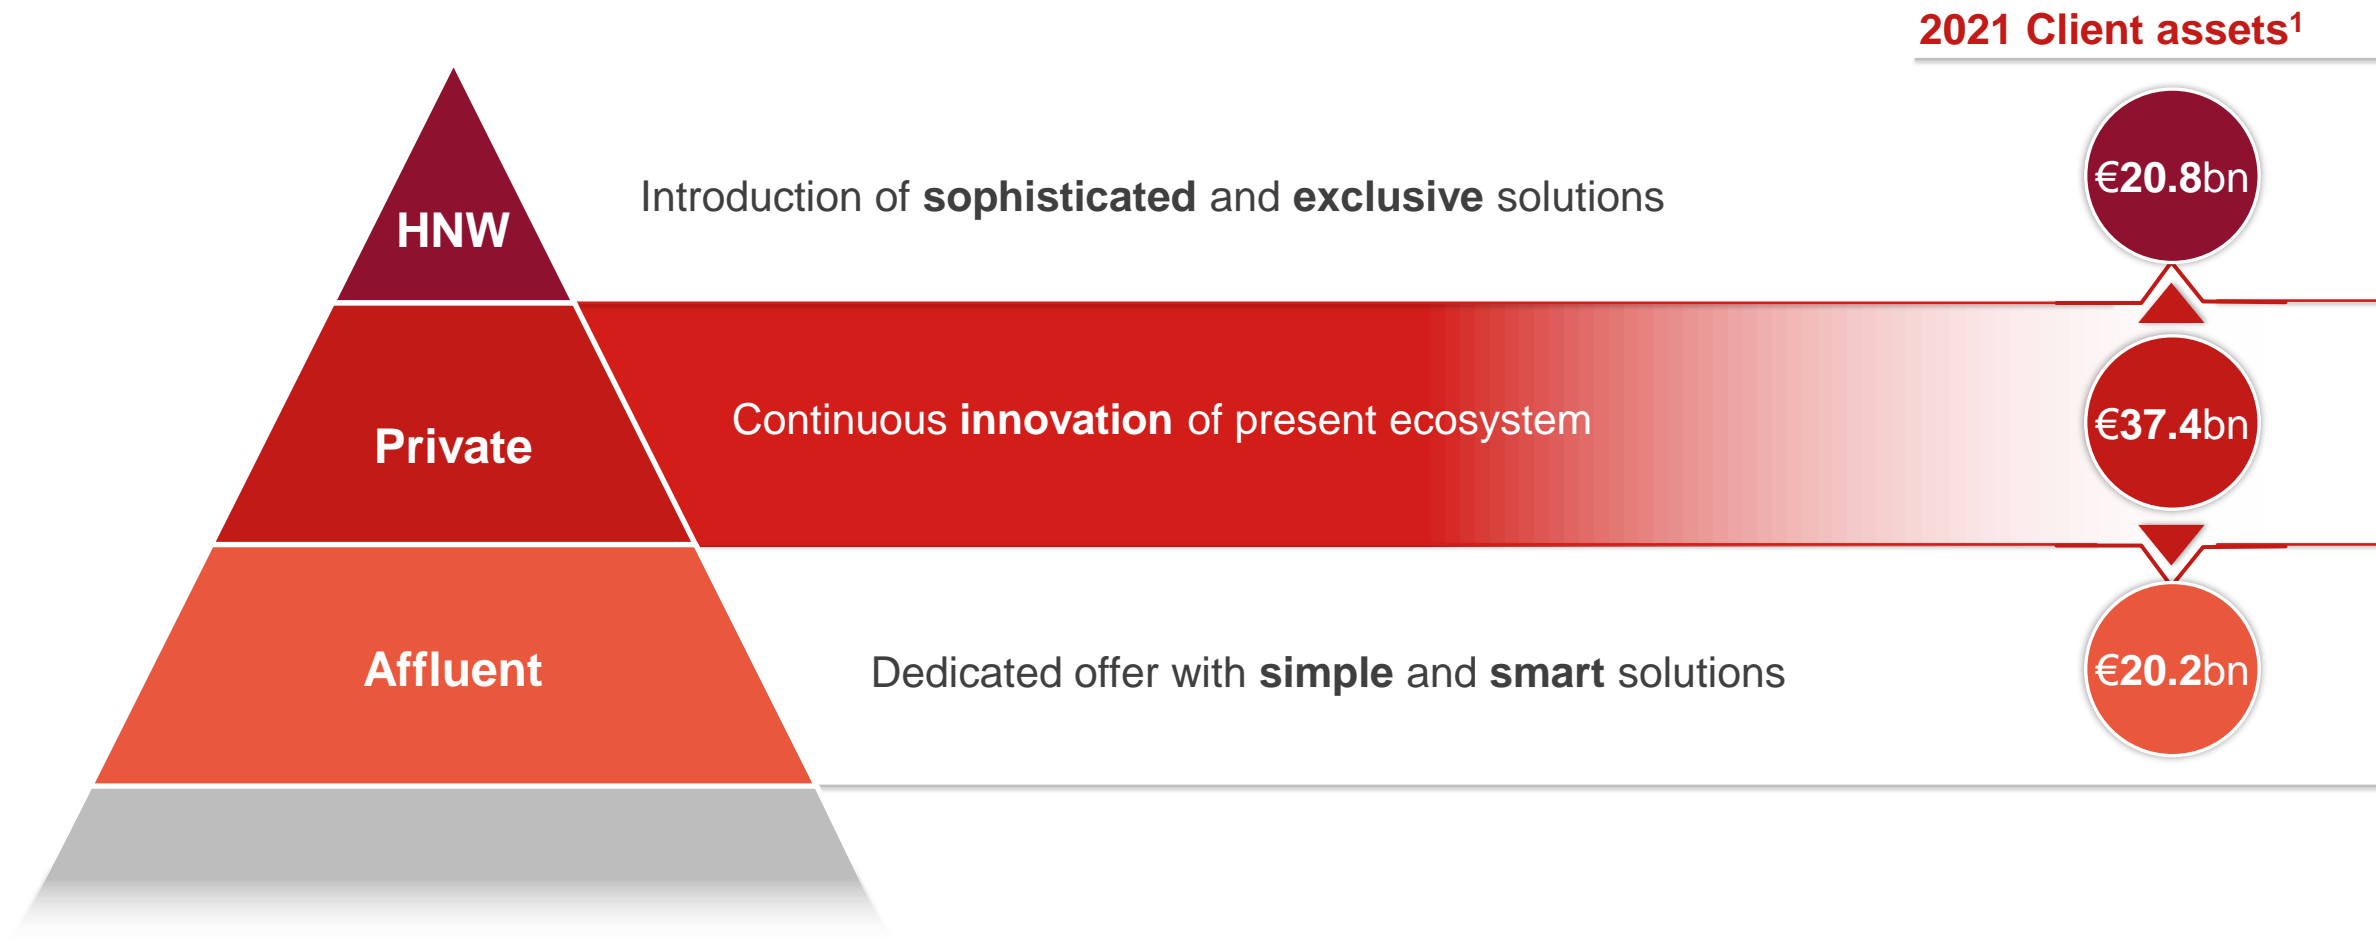 2021 Client assets¹
HNW
Introduction of sophisticated and exclusive solutions
€20.8bn
Private
Continuous innovation of present ecosystem
€37.4bn
Affluent
Dedicated offer with simple and smart solutions
€20.2bn